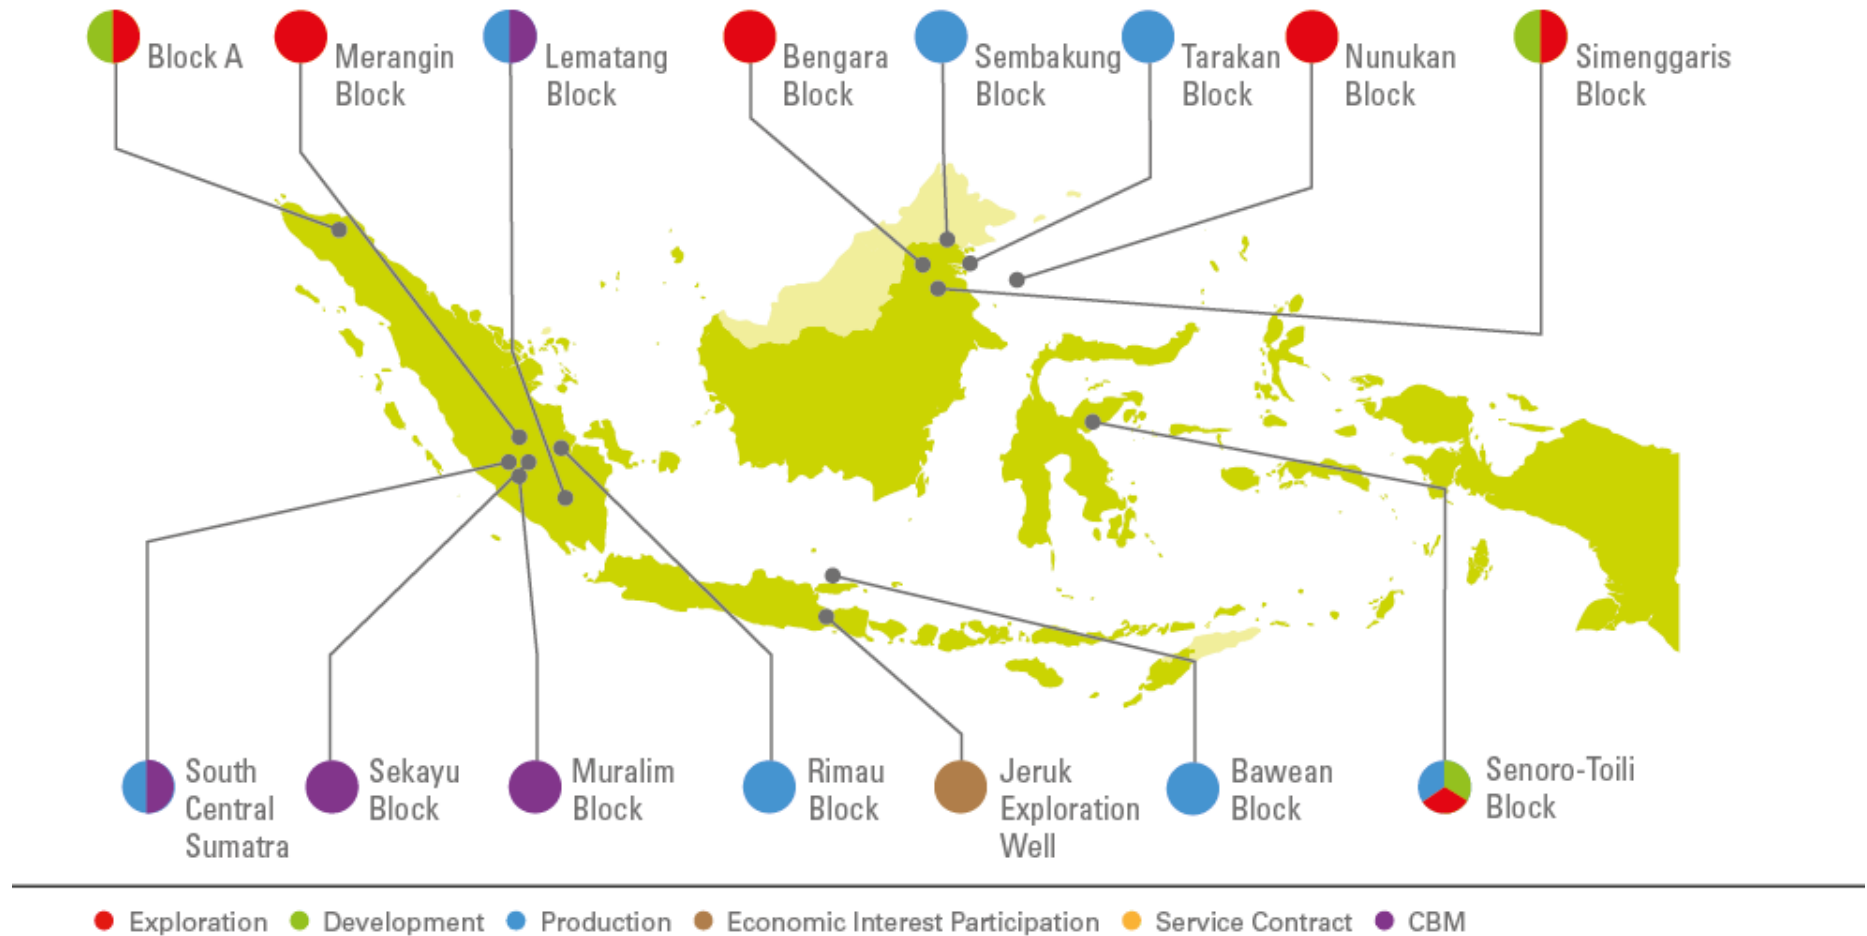 Block A
Merangin
Block
Lematang
Block
Bengara
Block
Sembakung
Block
Tarakan
Block
Nunukan
Block
Simenggaris
Block
South
Central
Sumatra
Sekayu
Block
Muralim
Block
Rimau
Block
Jeruk
Exploration
Well
Bawean
Block
Senoro-Toili
Block
Exploration
Development
Production
Economic Interest Participation
Service Contract
CBM